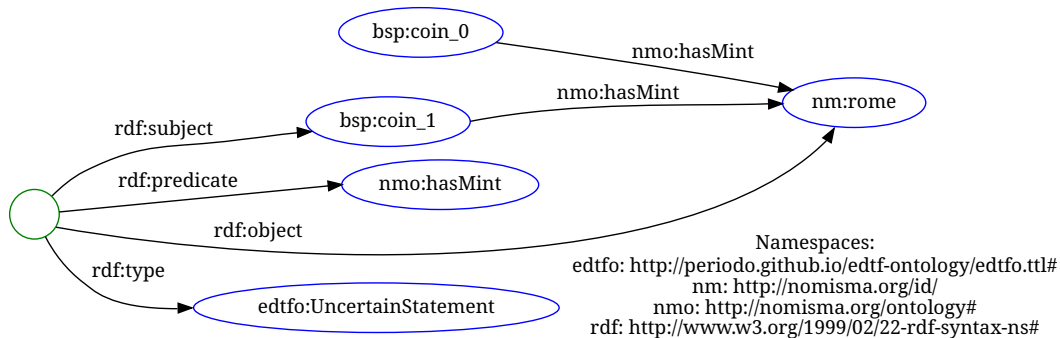 bsp:coin_0
nmo:hasMint
nm:rome
nmo:hasMint
bsp:coin_1
rdf:subject
rdf:predicate
nmo:hasMint
rdf:object
rdf:type
edtfo:UncertainStatement
Namespaces:
edtfo: http://periodo.github.io/edtf-ontology/edtfo.ttl#
nm: http://nomisma.org/id/
nmo: http://nomisma.org/ontology#
rdf: http://www.w3.org/1999/02/22-rdf-syntax-ns#